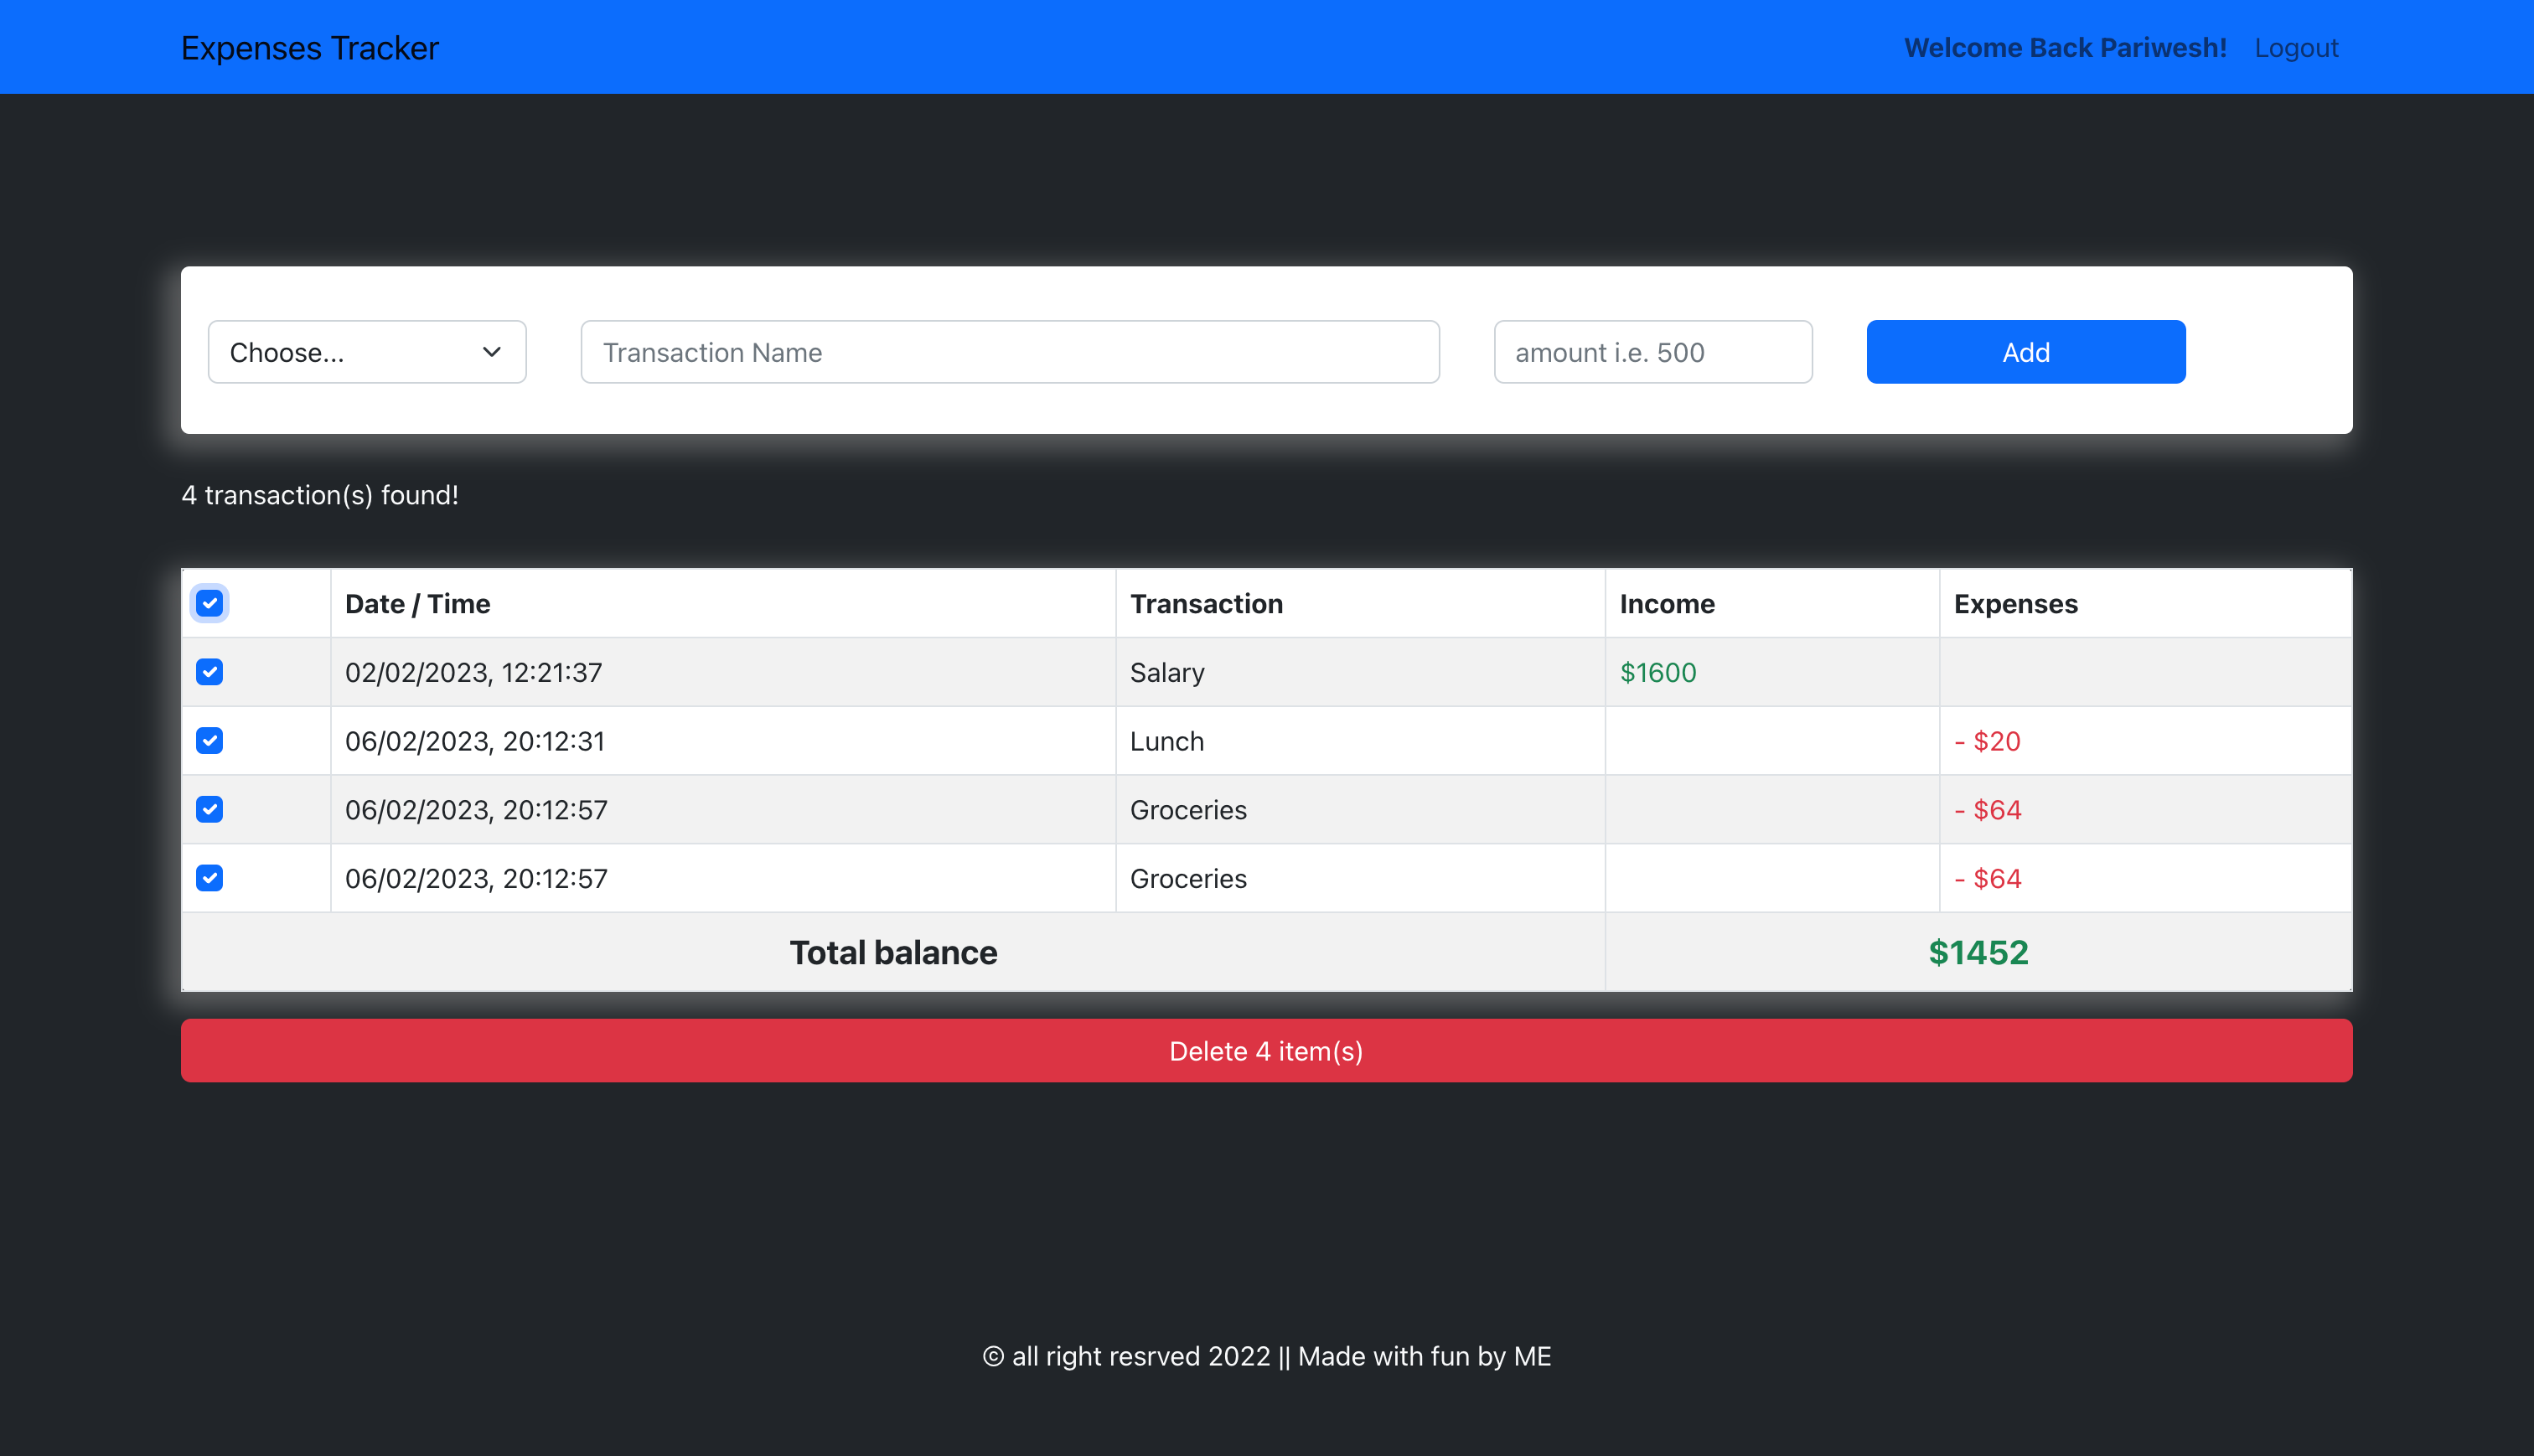 Expenses Tracker
Welcome Back Pariwesh! Logout
Choose... Transaction Name amount i.e. 500 Add
4 transaction(s) found!
Date / Time Transaction Income Expenses
02/02/2023, 12:21:37 Salary $1600
06/02/2023, 20:12:31 Lunch - $20
06/02/2023, 20:12:57 Groceries - $64
06/02/2023, 20:12:57 Groceries - $64
Total balance $1452
Delete 4 item(s)
© all right resrved 2022 || Made with fun by ME